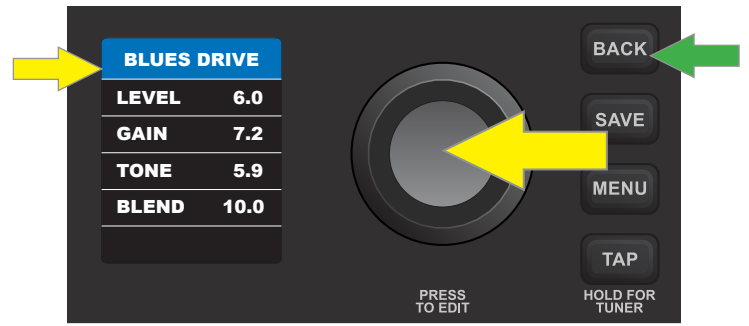 BLUES DRIVE
LEVEL 6.0
GAIN 7.2
TONE 5.9
BLEND 10.0
PRESS
TO EDIT
BACK
SAVE
MENU
TAP
HOLD FOR
TUNER